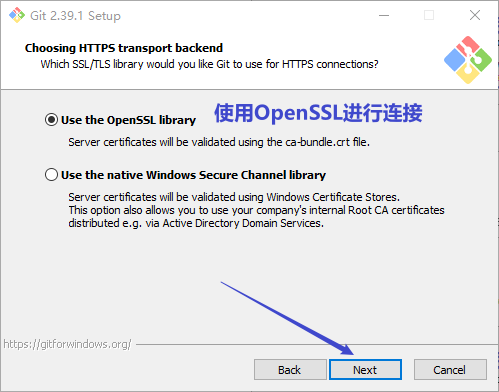 Git 2.39.1 Setup
Choosing HTTPS transport backend
Which SSL/TLS library would you like Git to use for HTTPS connections?
Use the OpenSSL library
使用OpenSSL进行连接
Server certificates will be validated using the ca-bundle.crt file.
Use the native Windows Secure Channel library
Server certificates will be validated using Windows Certificate Stores.
This option also allows you to use your company's internal Root CA certificates
distributed e.g. via Active Directory Domain Services.
https://gitforwindows.org/
Back
Next
Cancel